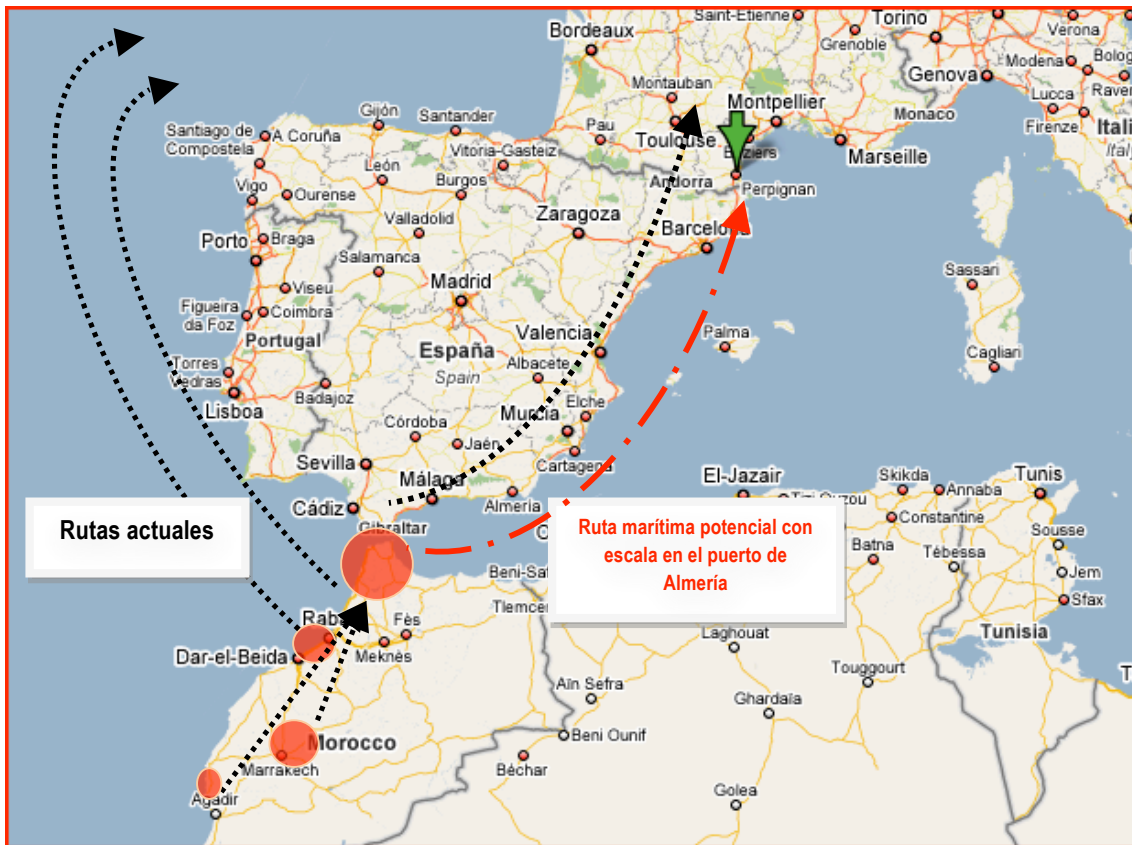 Saint-Etienne
Torino
Bordeaux
Grenoble
Verona
Modena
Genova
Montauban
Montpellier
Monaco
Lucca
Firenze
Itali
Italy
Gijón
Santander
A Coruña
Santiago de
Compostela
Pau
Toulouse
Béziers
Marseille
Vitoria-Gasteiz
León
Andorra
Perpignan
Vigo
Ourense
Burgos
Valladolid
Zaragoza
Barcelona
Porto
Braga
Salamanca
Sassari
Madrid
Viseu
Figueira
da Foz
Coimbra
Portugal
Valencia
Palma
España
Spain
Albacete
Cagliari
Torres
Vedras
Lisboa
Badajoz
Murcia
Elche
Córdoba
Jaén
Cartagena
Sevilla
Málaga
El-Jazair
Skikda
Annaba
Tunis
Cádiz
Almería
Tizi Ouzou
Constantine
Gibraltar
Sousse
Rutas actuales
Ruta marítima potencial con
escala en el puerto de
Almería
Batna
Tébessa
Jem
Sfax
Tlemcen
Fès
Meknès
Laghouat
Tunisia
Dar-el-Beida
Touggourt
Aïn Sefra
Ghardaïa
Morocco
Beni Ounif
Marrakech
Béchar
Agadir
Golea